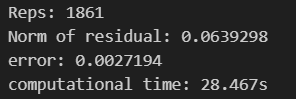 Reps: 1861
Norm of residual: 0.0639298
error: 0.0027194
computational time: 28.467s